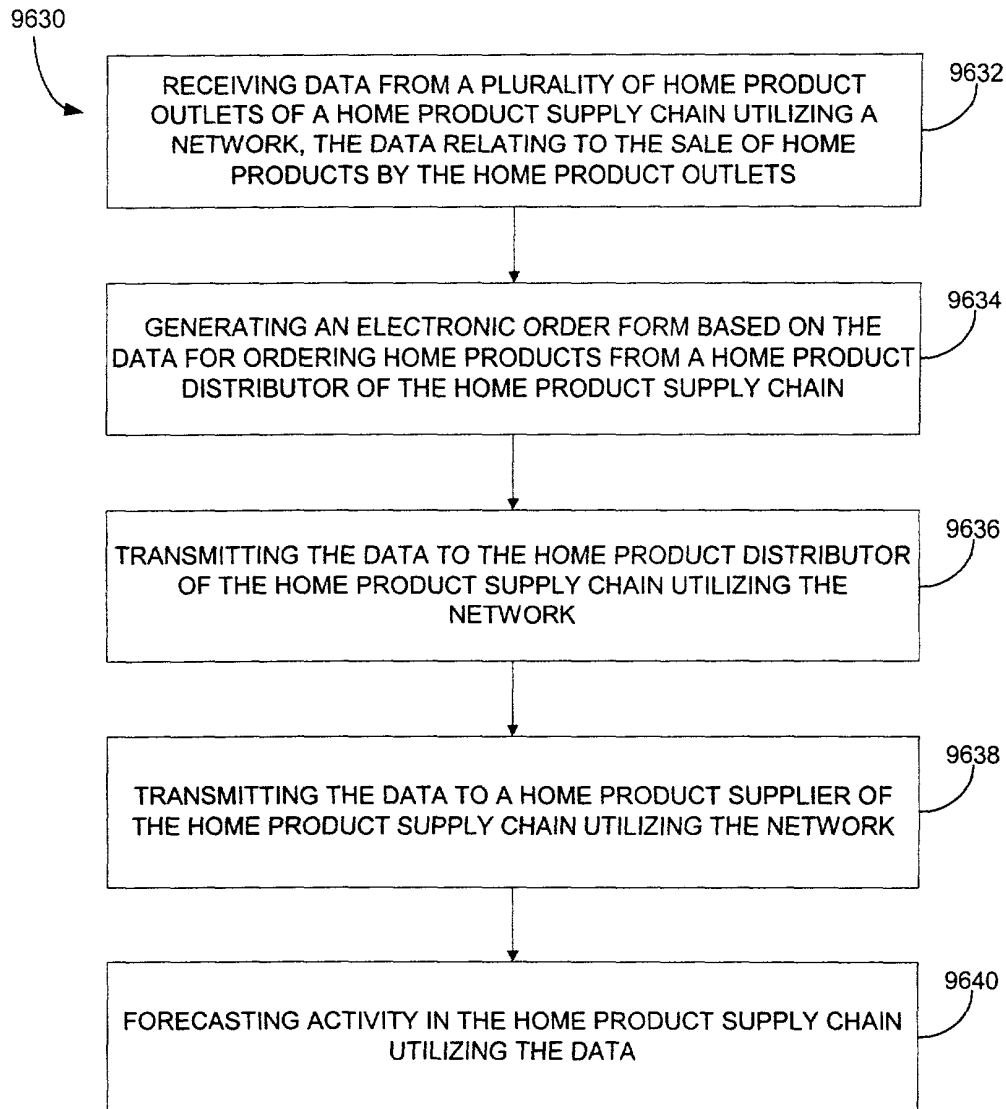 9630
RECEIVING DATA FROM A PLURALITY OF HOME PRODUCT
OUTLETS OF A HOME PRODUCT SUPPLY CHAIN UTILIZING A
NETWORK, THE DATA RELATING TO THE SALE OF HOME
PRODUCTS BY THE HOME PRODUCT OUTLETS
9632
GENERATING AN ELECTRONIC ORDER FORM BASED ON THE
DATA FOR ORDERING HOME PRODUCTS FROM A HOME PRODUCT
DISTRIBUTOR OF THE HOME PRODUCT SUPPLY CHAIN
9634
TRANSMITTING THE DATA TO THE HOME PRODUCT DISTRIBUTOR
OF THE HOME PRODUCT SUPPLY CHAIN UTILIZING THE
NETWORK
9636
TRANSMITTING THE DATA TO A HOME PRODUCT SUPPLIER OF
THE HOME PRODUCT SUPPLY CHAIN UTILIZING THE NETWORK
9638
FORECASTING ACTIVITY IN THE HOME PRODUCT SUPPLY CHAIN
UTILIZING THE DATA
9640